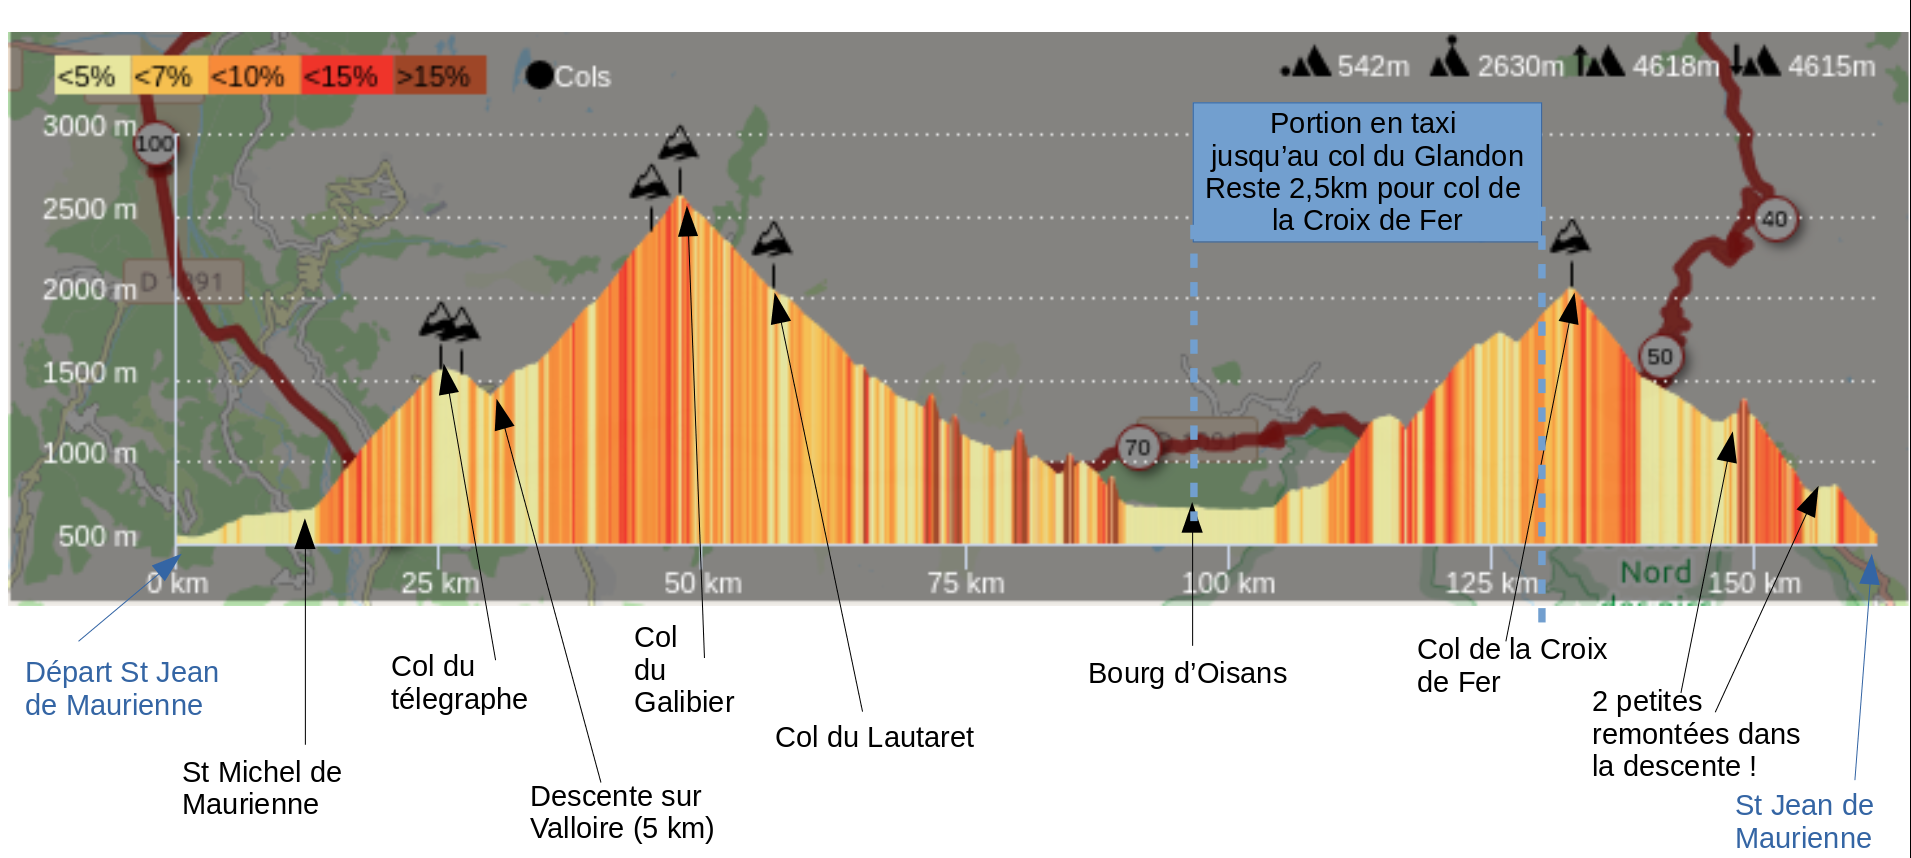 <5% <7% <10% <15% >15% Cols 542m 2630m 4618m 4615m
Portion en taxi
jusqu'au col du Glandon
Reste 2,5km pour col de
la Croix de Fer
3000 m
100
2500 m
40
2000 m
1500 m
50
1000 m
70
500 m
Nord
0 km 25 km 50 km 75 km 100 km 125 km 150 km
Départ St Jean
de Maurienne
St Michel de
Maurienne
Col du
télegraphe
Descente sur
Valloire (5 km)
Col
du
Galibier
Col du Lautaret
Bourg d'Oisans
Col de la Croix
de Fer
2 petites
remontées dans
la descente !
St Jean de
Maurienne